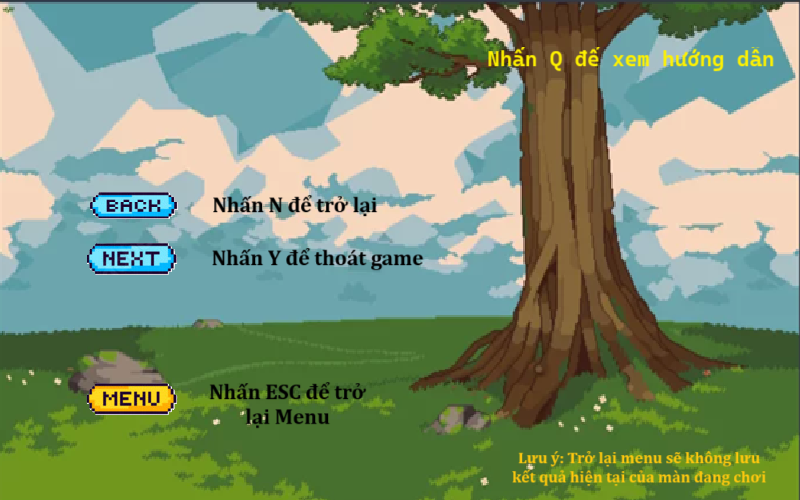 Nhấn Q để xem hướng dẫn
BACK
Nhấn N để trở lại
NEXT
Nhấn Y để thoát game
MENU
Nhấn ESC để trở
lại Menu
Lưu ý: Trở lại menu sẽ không lưu
kết quả hiện tại của màn đang chơi